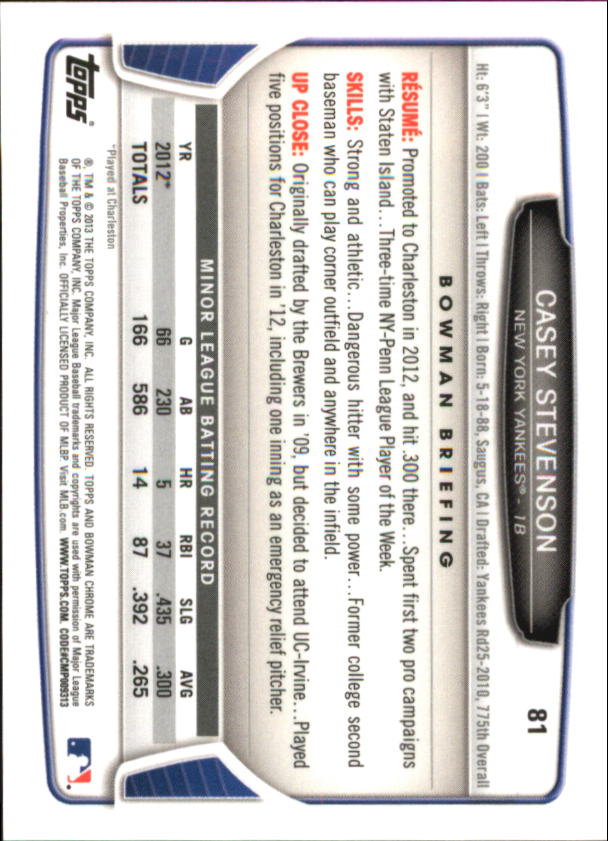 81
CASEY STEVENSON
NEW YORK YANKEES® - 1B
Ht: 6'3" | Wt: 200 | Bats: Left | Throws: Right | Born: 5-18-88, Saugus, CA | Drafted: Yankees Rd25-2010, 775th Overall
BOWMAN BRIEFING
RÉSUMÉ: Promoted to Charleston in 2012, and hit .300 there...Spent first two pro campaigns
with Staten Island...Three-time NY-Penn League Player of the Week.
SKILLS: Strong and athletic...Dangerous hitter with some power...Former college second
baseman who can play corner outfield and anywhere in the infield.
UP CLOSE: Originally drafted by the Brewers in '09, but decided to attend UC-Irvine...Played
five positions for Charleston in '12, including one inning as an emergency relief pitcher.
MINOR LEAGUE BATTING RECORD
YR G AB HR RBI SLG AVG
2012* 66 230 5 37 .435 .300
TOTALS 166 586 14 87 .392 .265
*Played at Charleston
topps®
®, TM & © 2013 THE TOPPS COMPANY, INC. ALL RIGHTS RESERVED. TOPPS AND BOWMAN CHROME ARE TRADEMARKS
OF THE TOPPS COMPANY, INC. Major League Baseball trademarks and copyrights are used with permission of Major League
Baseball Properties, Inc. OFFICIALLY LICENSED PRODUCT OF MLBP. Visit MLB.com. WWW.TOPPS.COM. CODE#CMP009313